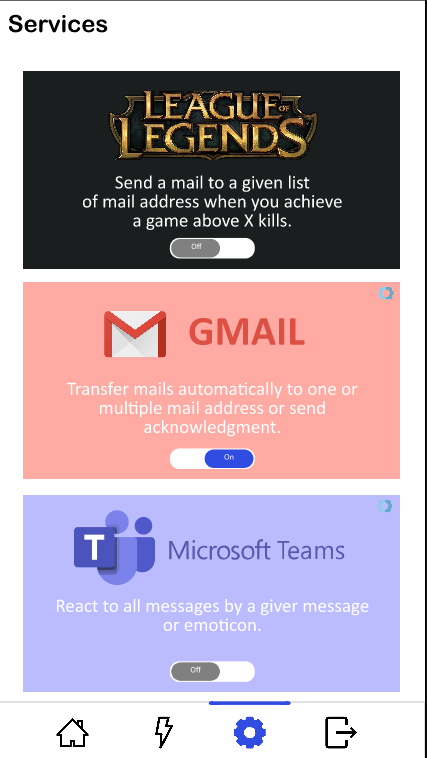 Services
LEAGUE OF
LEGENDS
Send a mail to a given list
of mail address when you achieve
a game above X kills.
Off
GMAIL
Transfer mails automatically to one or
multiple mail address or send
acknowledgment.
On
T
Microsoft Teams
React to all messages by a giver message
or emoticon.
Off